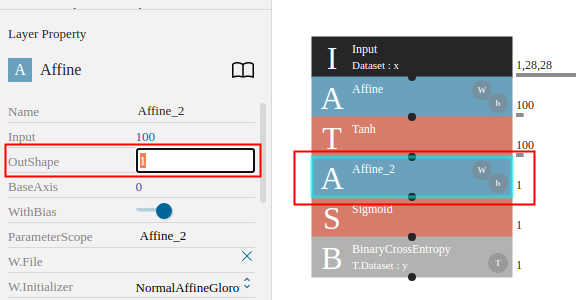 Layer Property
A Affine
Name Affine_2
Input 100
OutShape 1
BaseAxis 0
WithBias
ParameterScope Affine_2
W.File
W.Initializer NormalAffineGloro
I Input
Dataset : x
1,28,28
A Affine W b
100
T Tanh
100
A Affine_2 W b
1
S Sigmoid
1
B BinaryCrossEntropy
T.Dataset : y T
1